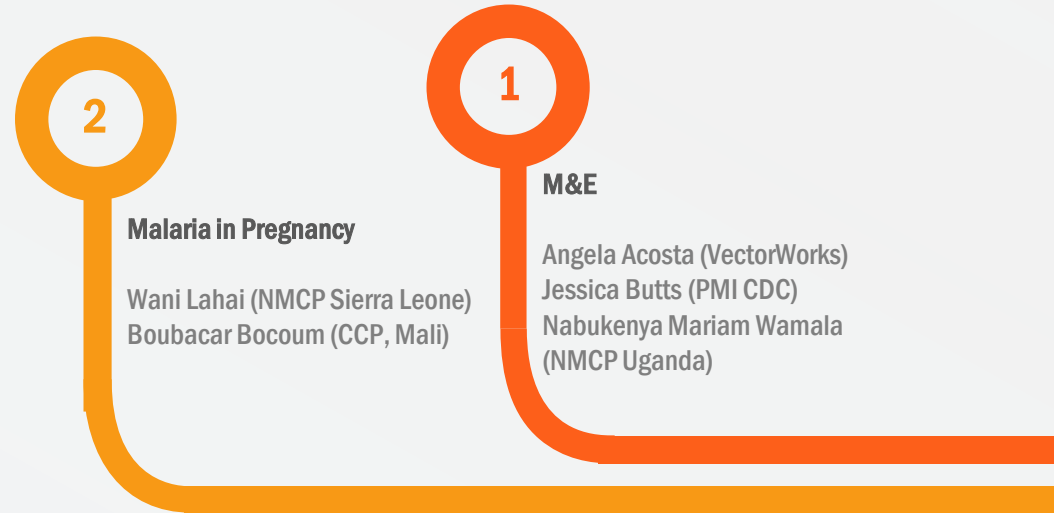 2
Malaria in Pregnancy
Wani Lahai (NMCP Sierra Leone)
Boubacar Bocoum (CCP, Mali)
1
M&E
Angela Acosta (VectorWorks)
Jessica Butts (PMI CDC)
Nabukenya Mariam Wamala
(NMCP Uganda)